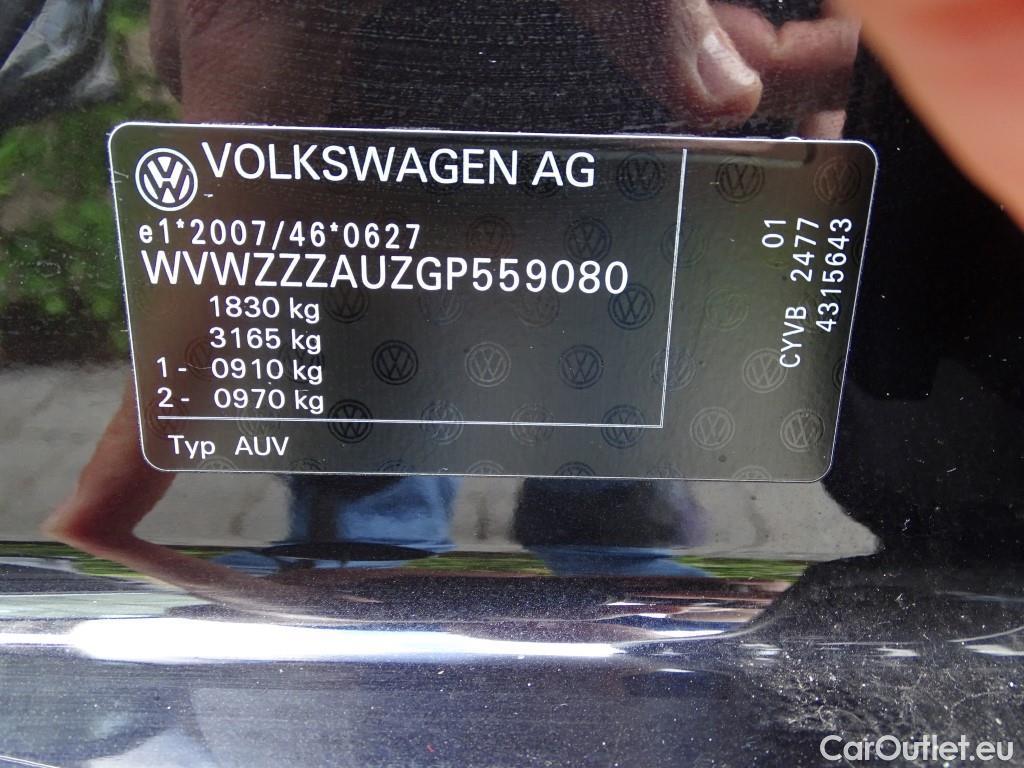 VOLKSWAGEN AG
e1*2007/46*0627
WVWZZZAUZGP559080
1830 kg
3165 kg
1 - 0910 kg
2 - 0970 kg
Typ AUV
01
CYVB 2477
4315643
CarOutlet.eu